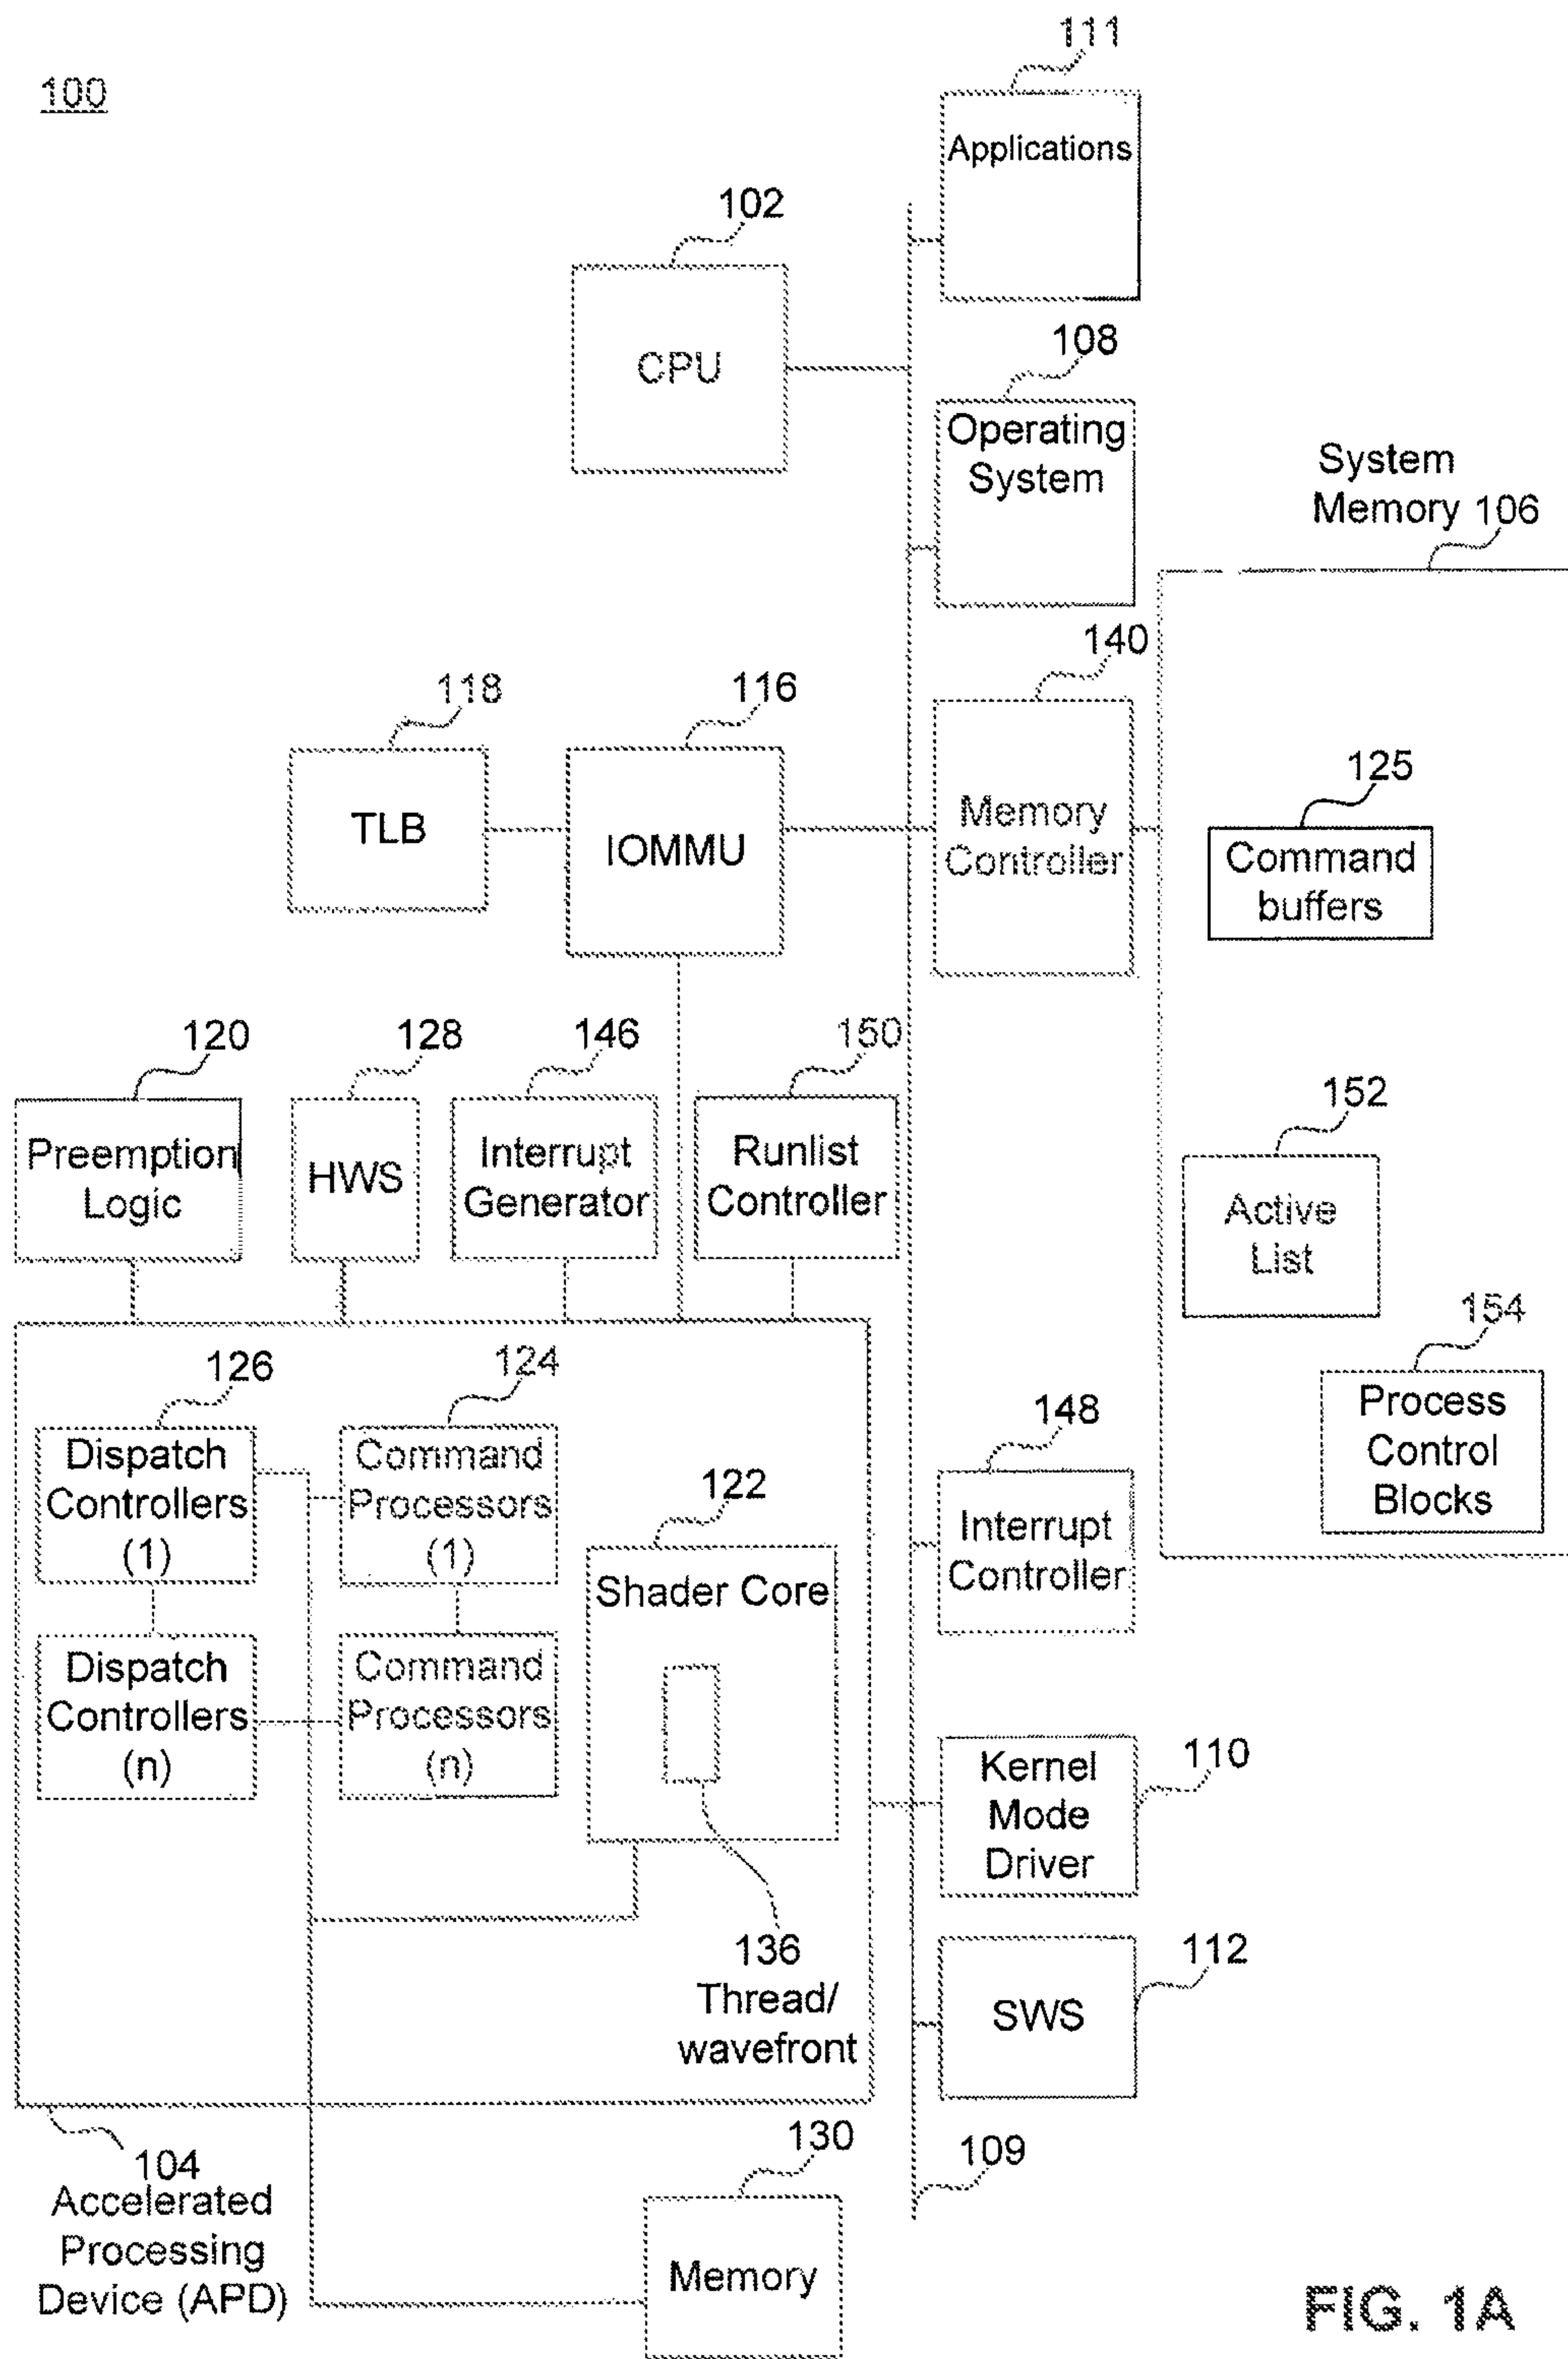 111
100
Applications
102
CPU
108
Operating
System
System
Memory 106
140
118
116
125
TLB
IOMMU
Memory
Controller
Command
buffers
120
128
146
150
152
Preemption
Logic
HWS
Interrupt
Generator
Runlist
Controller
Active
List
154
126
124
Process
Control
Blocks
148
Dispatch
Controllers
(1)
Command
Processors
(1)
122
Shader Core
Interrupt
Controller
Dispatch
Controllers
(n)
Command
Processors
(n)
Kernel
Mode
Driver
110
136
Thread/
wavefront
112
SWS
104
Accelerated
Processing
Device (APD)
130
109
Memory
FIG. 1A